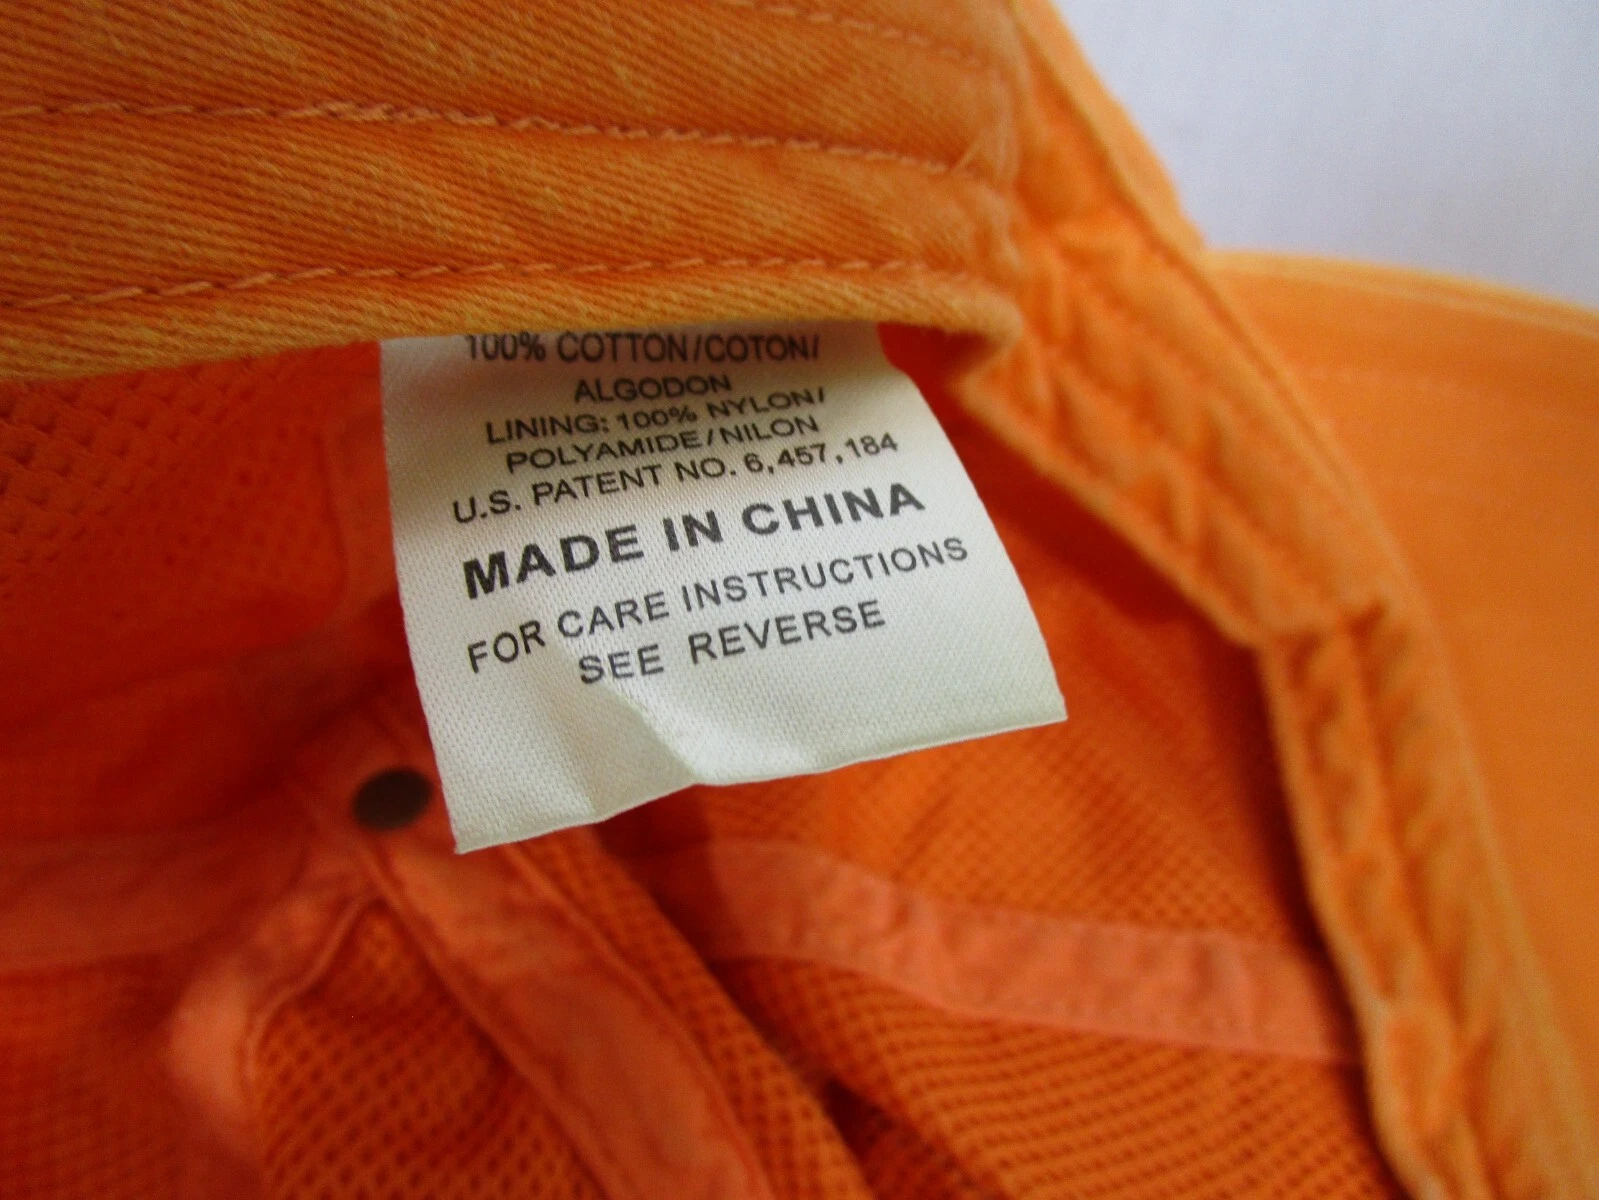 100% COTTON/COTON/
ALGODON
LINING: 100% NYLON/
POLYAMIDE/NILON
U.S. PATENT NO. 6,457,184
MADE IN CHINA
FOR CARE INSTRUCTIONS
SEE REVERSE